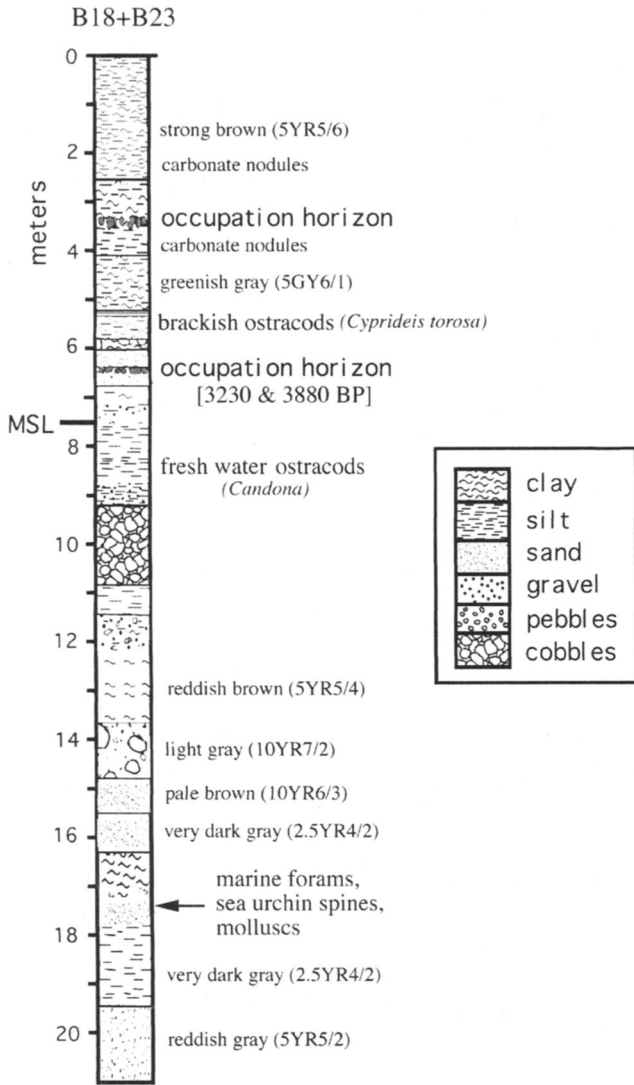 B18+B23
0
strong brown (5YR5/6)
2
carbonate nodules
meters
occupation horizon
4
carbonate nodules
greenish gray (5GY6/1)
brackish ostracods (Cyprideis torosa)
6
occupation horizon
[3230 & 3880 BP]
MSL
8
fresh water ostracods
(Candona)
10
12
reddish brown (5YR5/4)
14
light gray (10YR7/2)
pale brown (10YR6/3)
16
very dark gray (2.5YR4/2)
marine forams,
sea urchin spines,
molluscs
18
very dark gray (2.5YR4/2)
20
reddish gray (5YR5/2)
clay
silt
sand
gravel
pebbles
cobbles